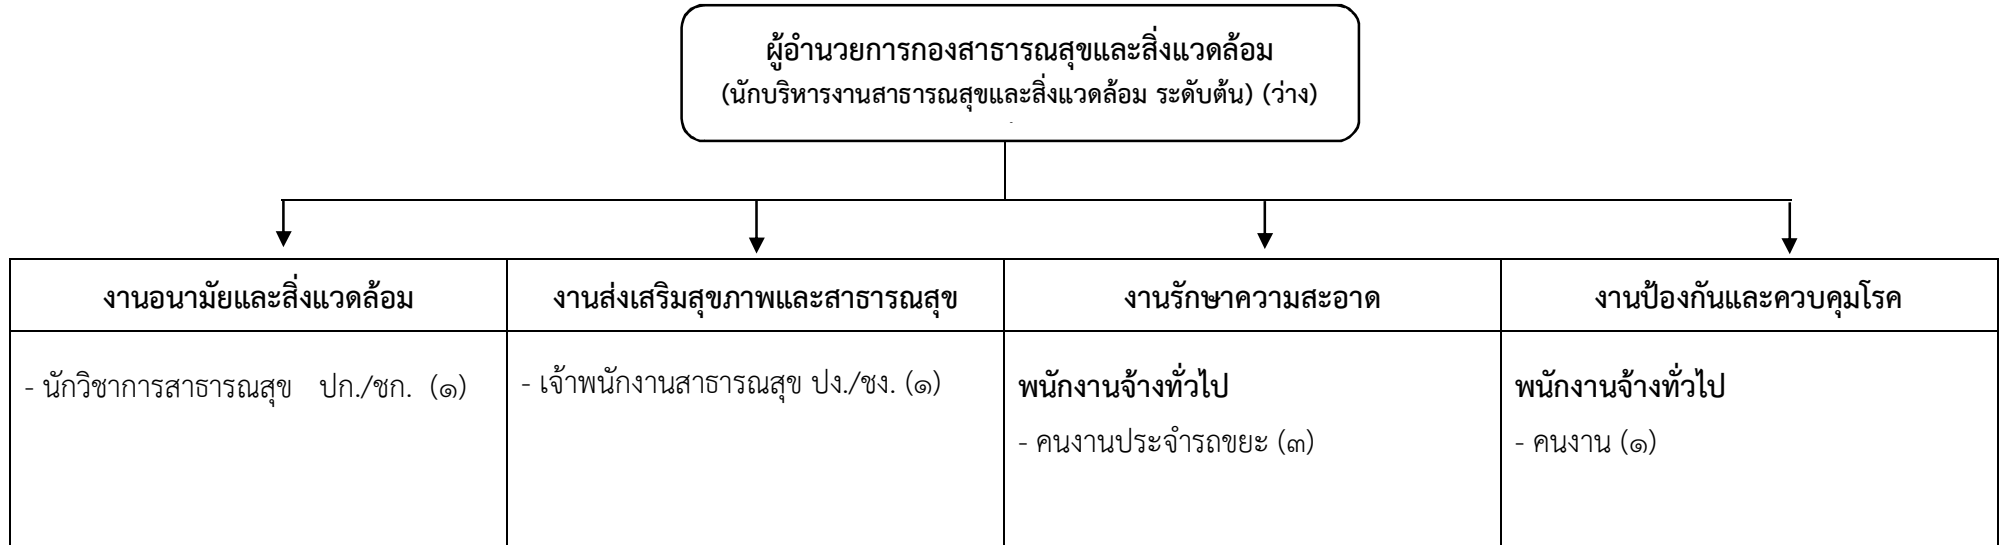 ผู้อำนวยการกองสาธารณสุขและสิ่งแวดล้อม
(นักบริหารงานสาธารณสุขและสิ่งแวดล้อม ระดับต้น) (ว่าง)
งานอนามัยและสิ่งแวดล้อม
งานส่งเสริมสุขภาพและสาธารณสุข
งานรักษาความสะอาด
งานป้องกันและควบคุมโรค
- นักวิชาการสาธารณสุข ปก./ชก. (๑)
- เจ้าพนักงานสาธารณสุข ปง./ชง. (๑)
พนักงานจ้างทั่วไป
- คนงานประจำรถขยะ (๓)
พนักงานจ้างทั่วไป
- คนงาน (๑)